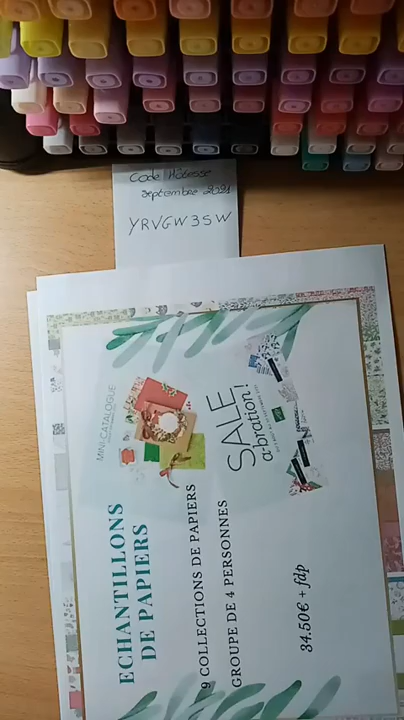 Code Hôtesse
septembre 2021
YRVGW3SW
ECHANTILLONS
DE PAPIERS
MINI-CATALOGUE
SALE
a-bration!
9 COLLECTIONS DE PAPIERS
GROUPE DE 4 PERSONNES
34.50€ + fdp